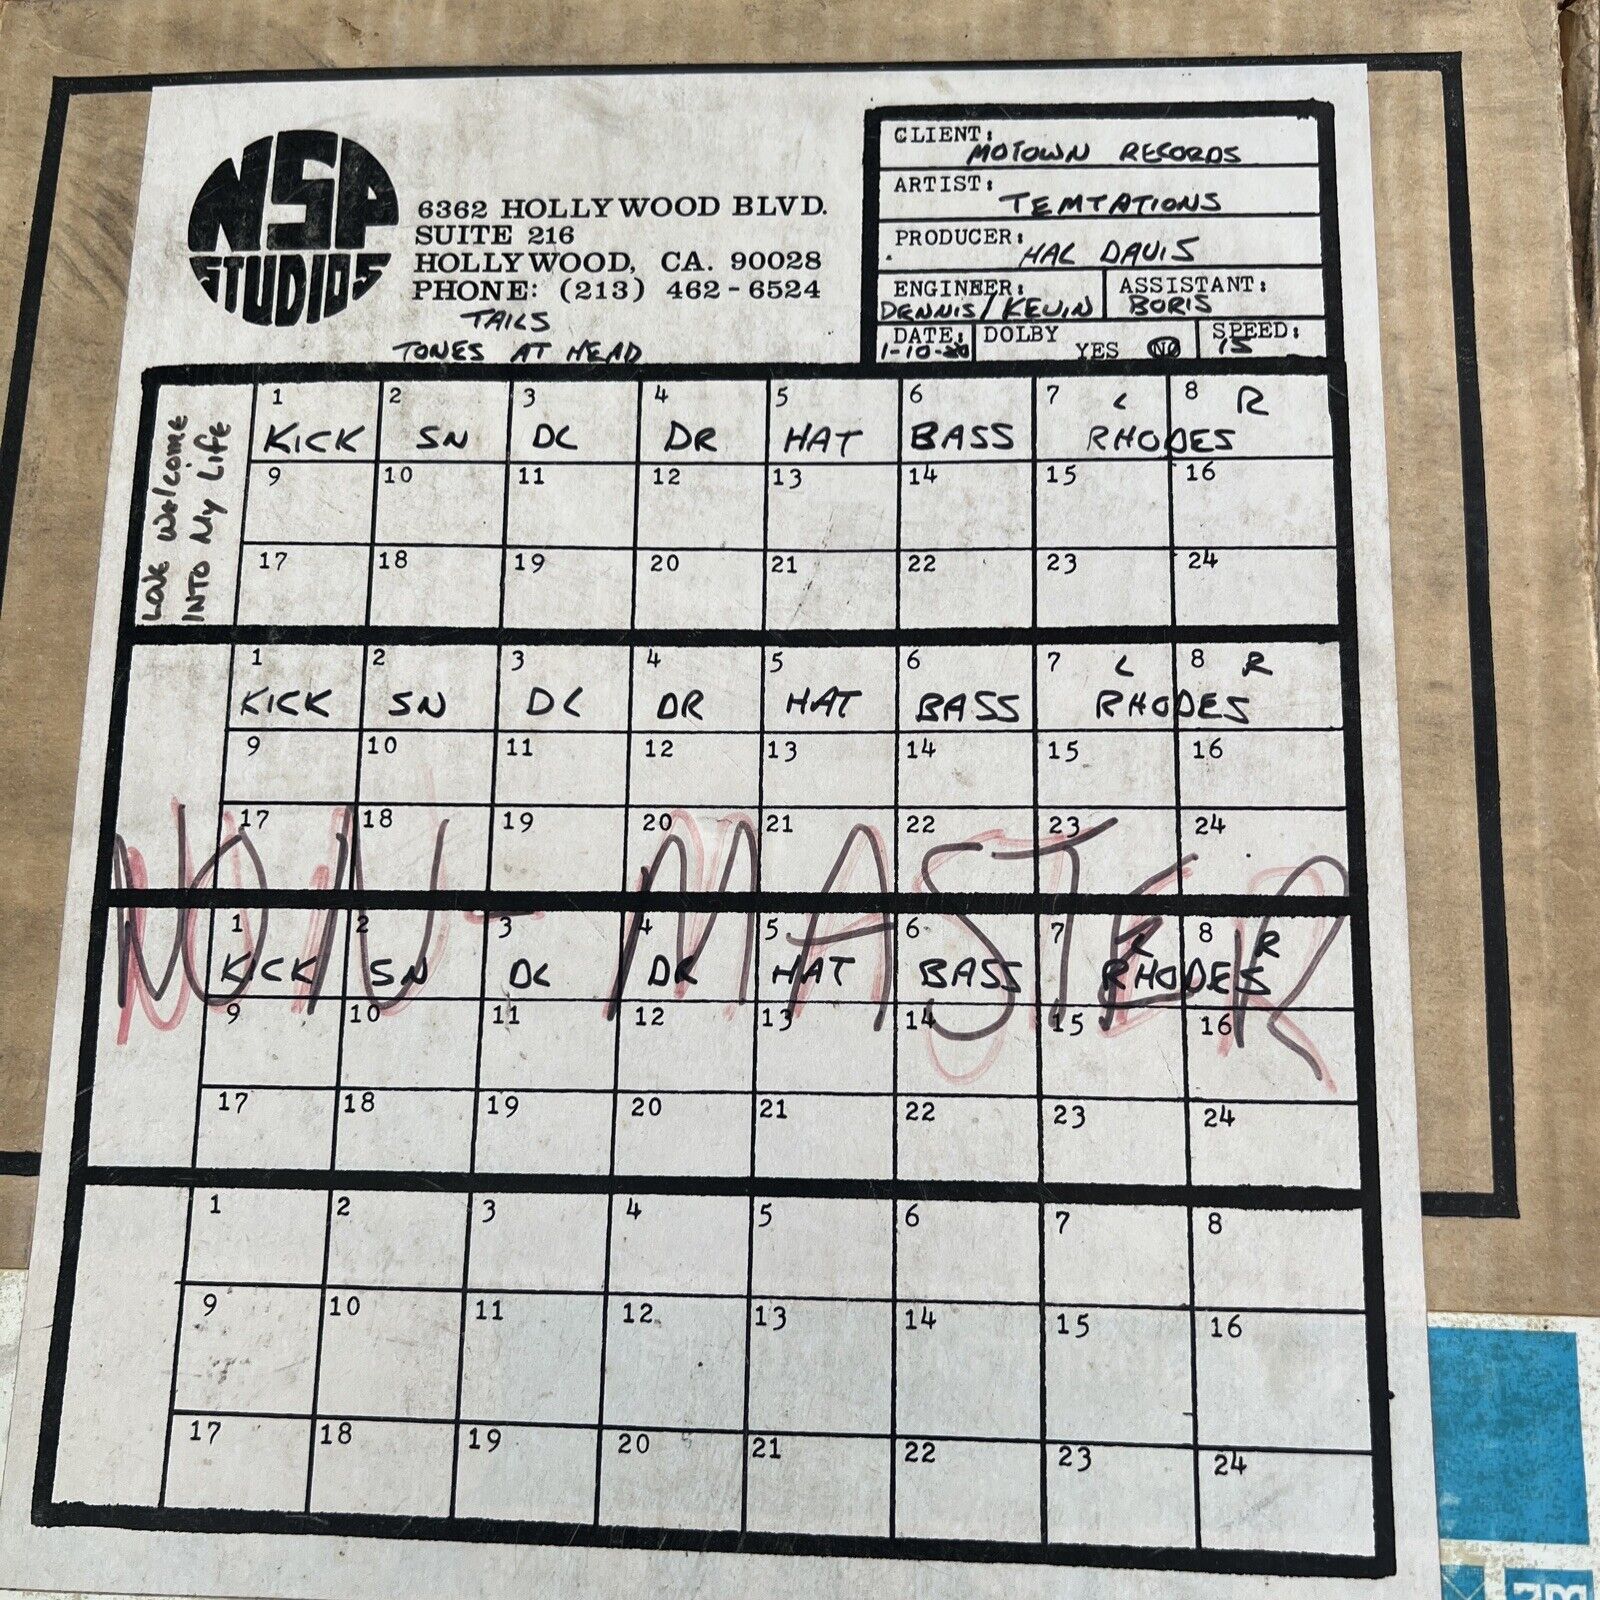 NSP
STUDIOS
6362 HOLLYWOOD BLVD.
SUITE 216
HOLLYWOOD, CA. 90028
PHONE: (213) 462-6524
TAILS
TONES AT HEAD
CLIENT: MOTOWN RECORDS
ARTIST: TEMTATIONS
PRODUCER: HAL DAVIS
ENGINEER: DENNIS/KEVIN ASSISTANT: BORIS
DATE: 1-10-80 DOLBY YES NO SPEED: 15
Love Welcome
INTO My Life
1 2 3 4 5 6 7 L 8 R
KICK SN DL DR HAT BASS RHODES
9 10 11 12 13 14 15 16
17 18 19 20 21 22 23 24
1 2 3 4 5 6 7 L 8 R
KICK SN DL DR HAT BASS RHODES
9 10 11 12 13 14 15 16
17 18 19 20 21 22 23 24
NON-MASTER
1 2 3 4 5 6 7 L 8 R
KICK SN DL DR HAT BASS RHODES
9 10 11 12 13 14 15 16
17 18 19 20 21 22 23 24
1 2 3 4 5 6 7 8
9 10 11 12 13 14 15 16
17 18 19 20 21 22 23 24
3M